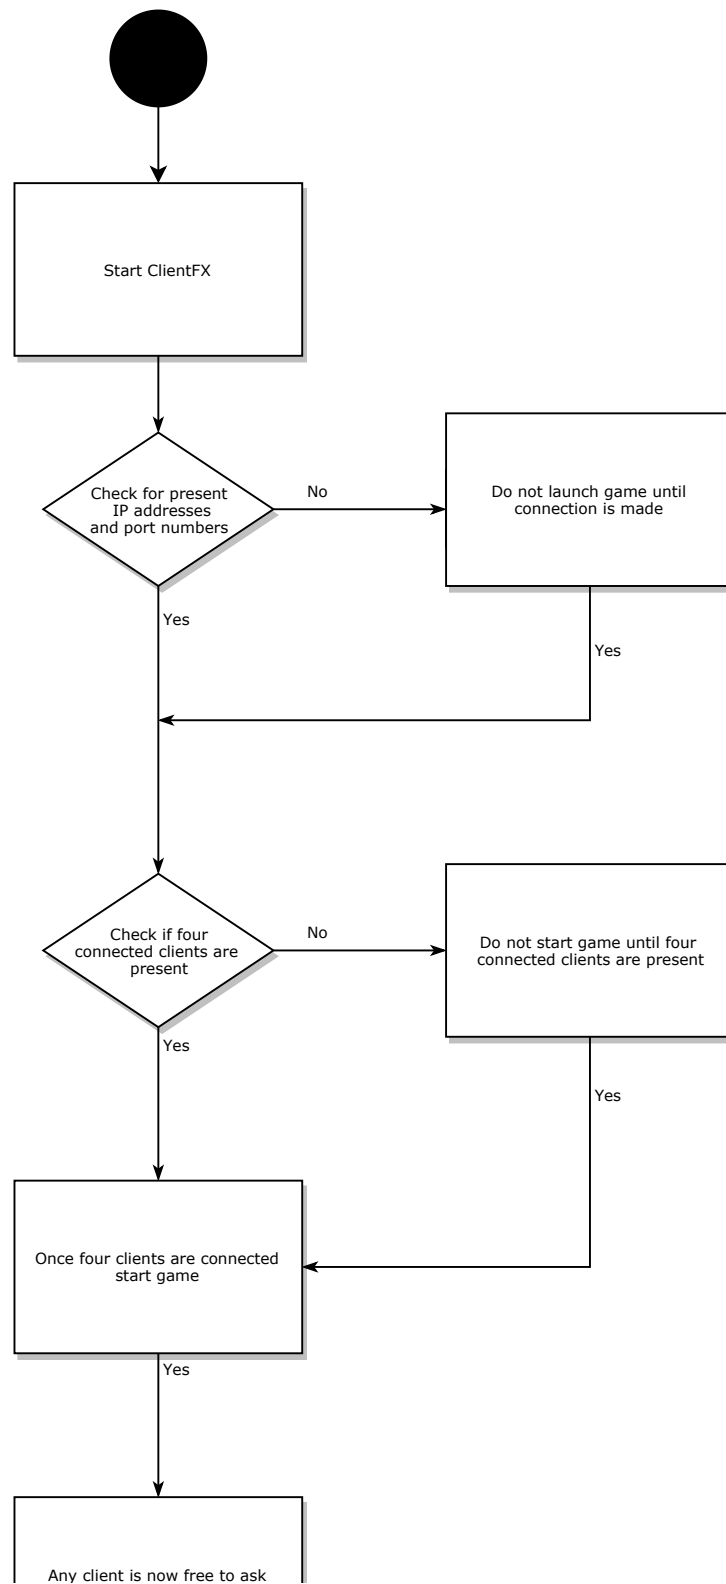 Start ClientFX
Check for present
IP addresses
and port numbers
No
Do not launch game until
connection is made
Yes
Yes
Check if four
connected clients are
present
No
Do not start game until four
connected clients are present
Yes
Yes
Once four clients are connected
start game
Yes
Any client is now free to ask